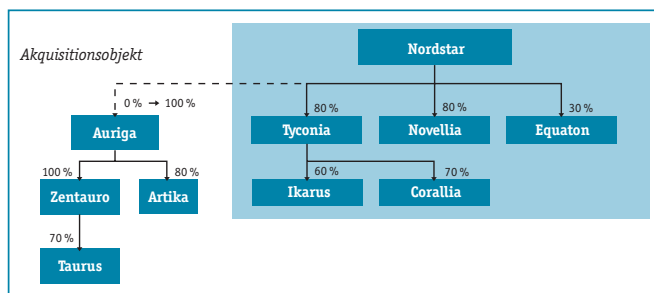 Akquisitionsobjekt
Nordstar
0 % → 100 %
80 %
80 %
30 %
Auriga
Tyconia
Novellia
Equaton
100 %
80 %
60 %
70 %
Zentauro
Artika
Ikarus
Corallia
70 %
Taurus